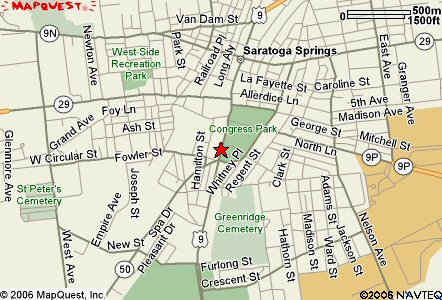 MAPQUEST
Van Dam St
9
500m
1500ft
Newton Ave
Park St
Railroad Pl
Long Aly
Saratoga Springs
East Ave
Granger Ave
9N
West-Side
Recreation
Park
La Fayette St
Caroline St
Allerdice Ln
29
Foy Ln
5th Ave
29
Madison Ave
Grand Ave
Ash St
Congress Park
George St
Mitchell St
North Ln
Glenmore Ave
W Circular St
Fowler St
Hamilton St
Whitney Pl
Regent St
Clark St
9P
9P
St Peter's
Cemetery
Joseph St
Empire Ave
Spa Dr
Greenridge
Cemetery
Adams St
Jackson St
Nelson Ave
West Ave
New St
Pleasant Dr
9
Hathorn St
Madison St
Ward St
50
Furlong St
Crescent St
© 2006 MapQuest, Inc.
©2006 NAVTEQ